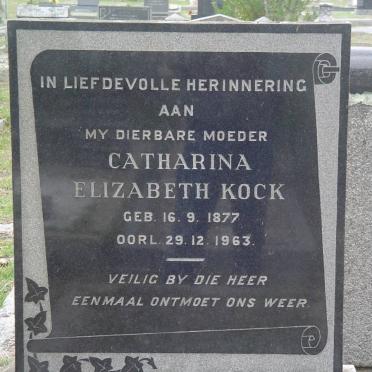 IN LIEFDEVOLLE HERINNERING
AAN
MY DIERBARE MOEDER
CATHARINA
ELIZABETH KOCK
GEB. 16. 9. 1877
OORL. 29. 12. 1963.
VEILIG BY DIE HEER
EENMAAL ONTMOET ONS WEER.